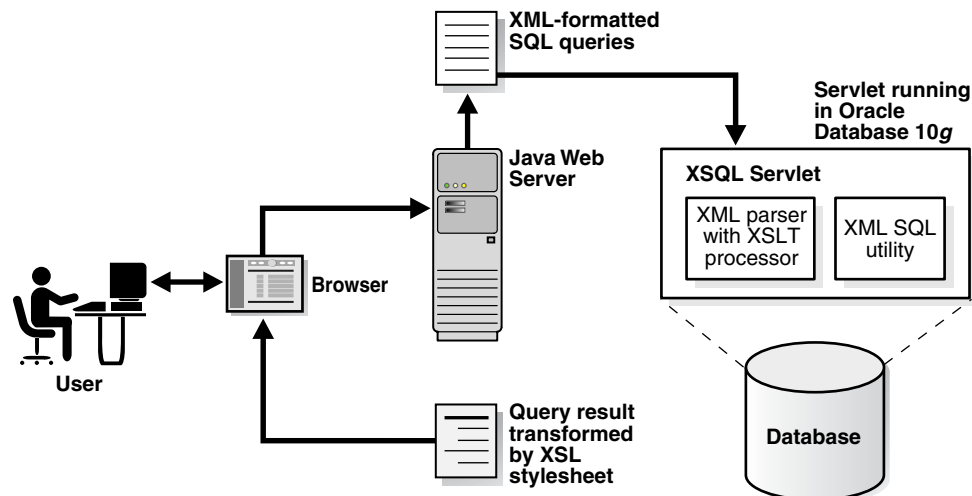 XML-formatted
SQL queries
Servlet running
in Oracle
Database 10g
Java Web
Server
XSQL Servlet
XML parser
with XSLT
processor
XML SQL
utility
Browser
User
Query result
transformed
by XSL
stylesheet
Database